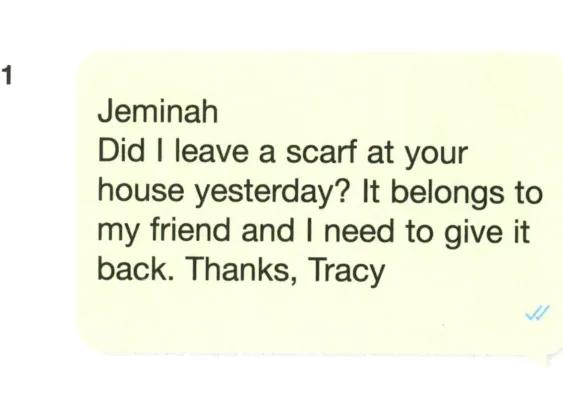 1
Jeminah
Did I leave a scarf at your
house yesterday? It belongs to
my friend and I need to give it
back. Thanks, Tracy